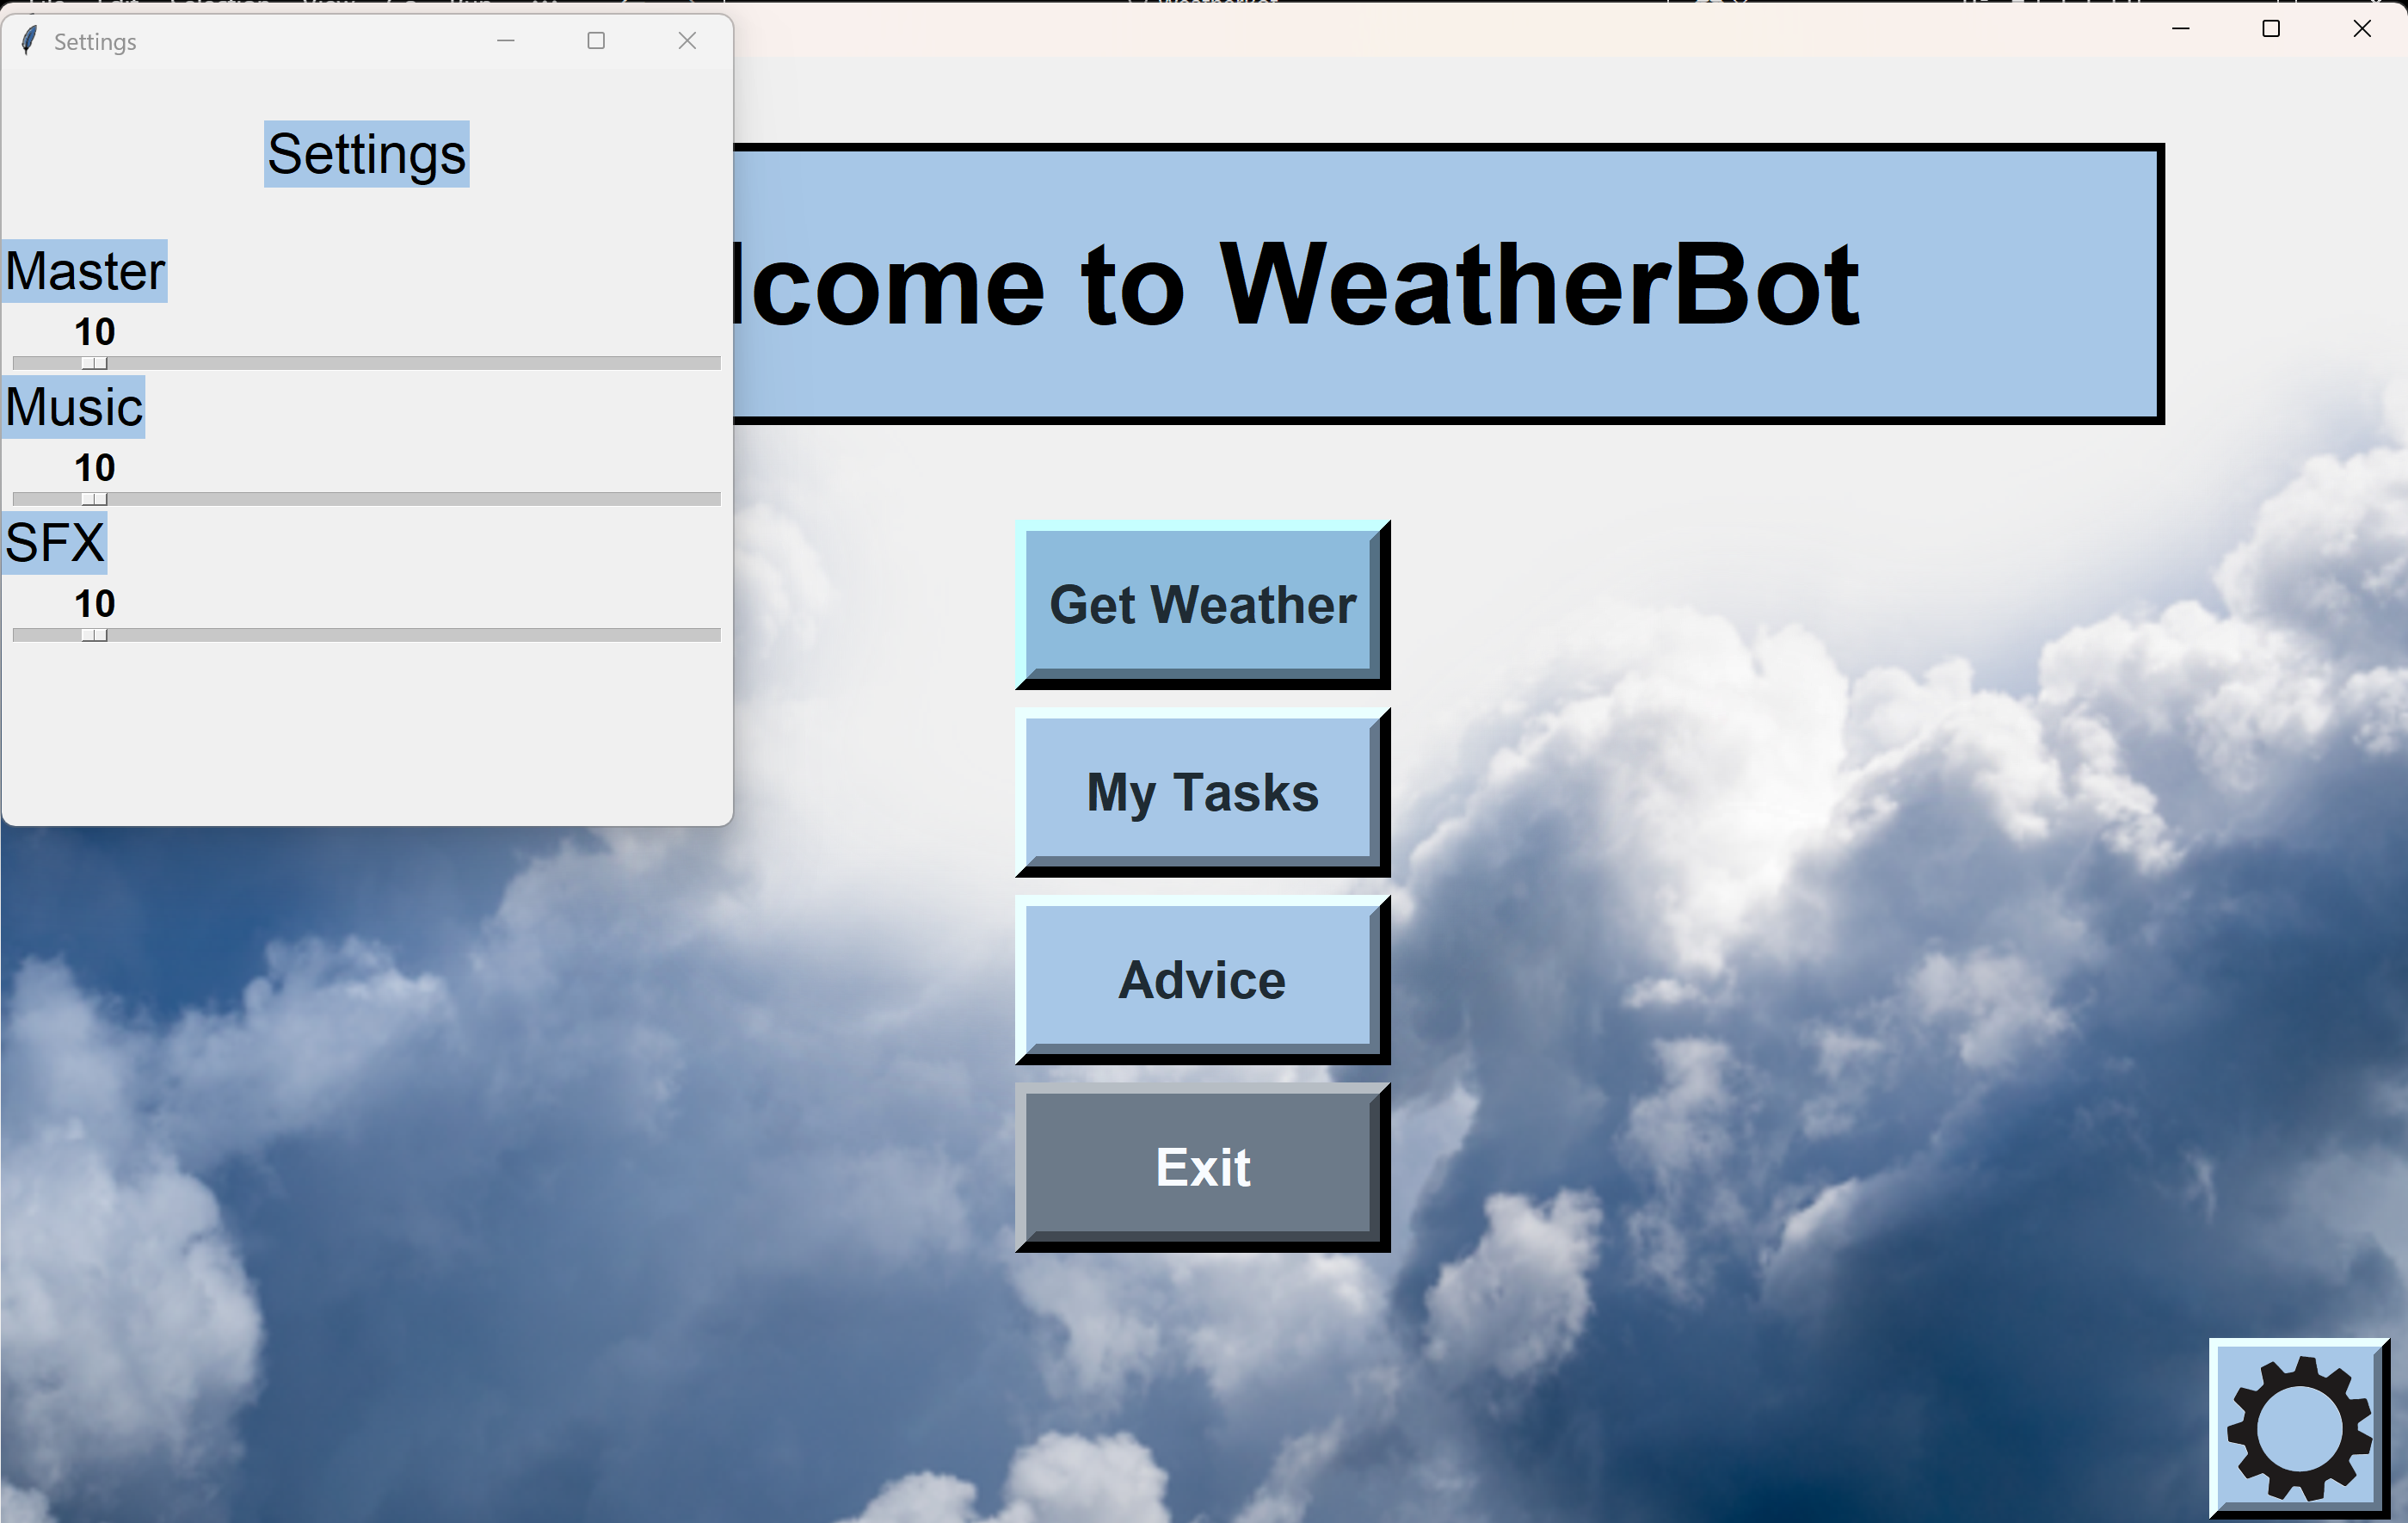 Settings
Settings
Master
10
Music
10
SFX
10
lcome to WeatherBot
Get Weather
My Tasks
Advice
Exit